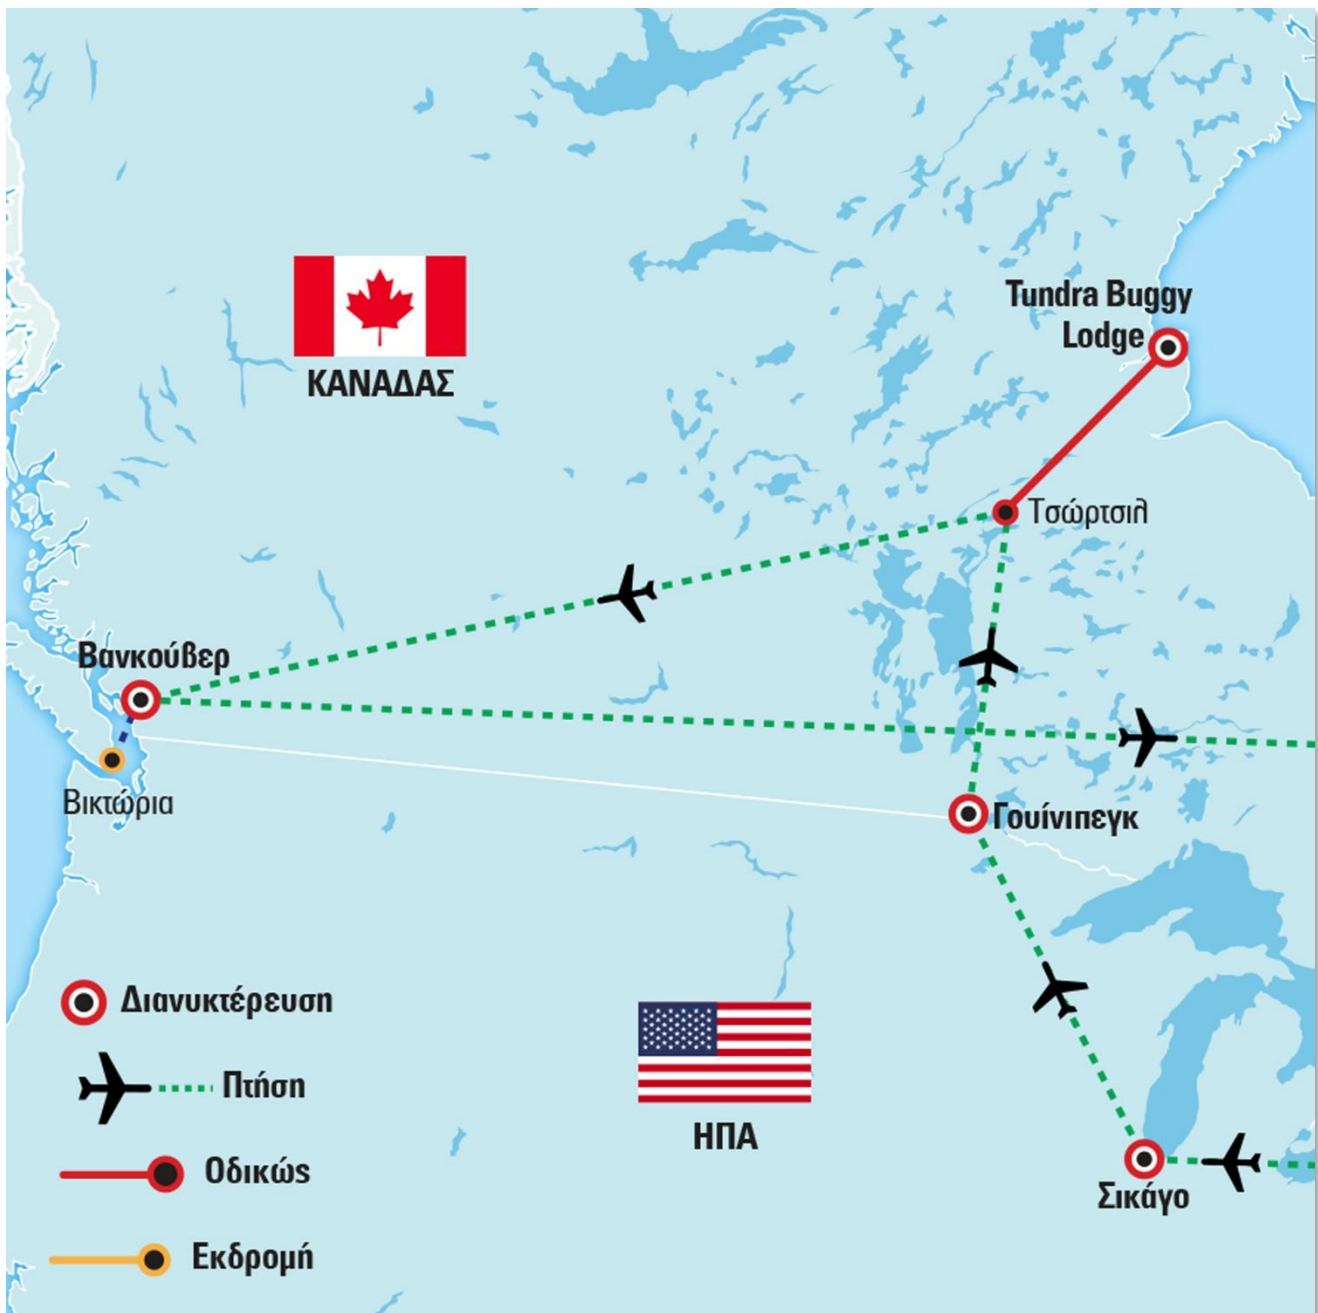 ΚΑΝΑΔΑΣ
Tundra Buggy
Lodge
Τσώρτσιλ
Βανκούβερ
Βικτώρια
Γουίνιπεγκ
Διανυκτέρευση
Πτήση
Οδικώς
Εκδρομή
ΗΠΑ
Σικάγο